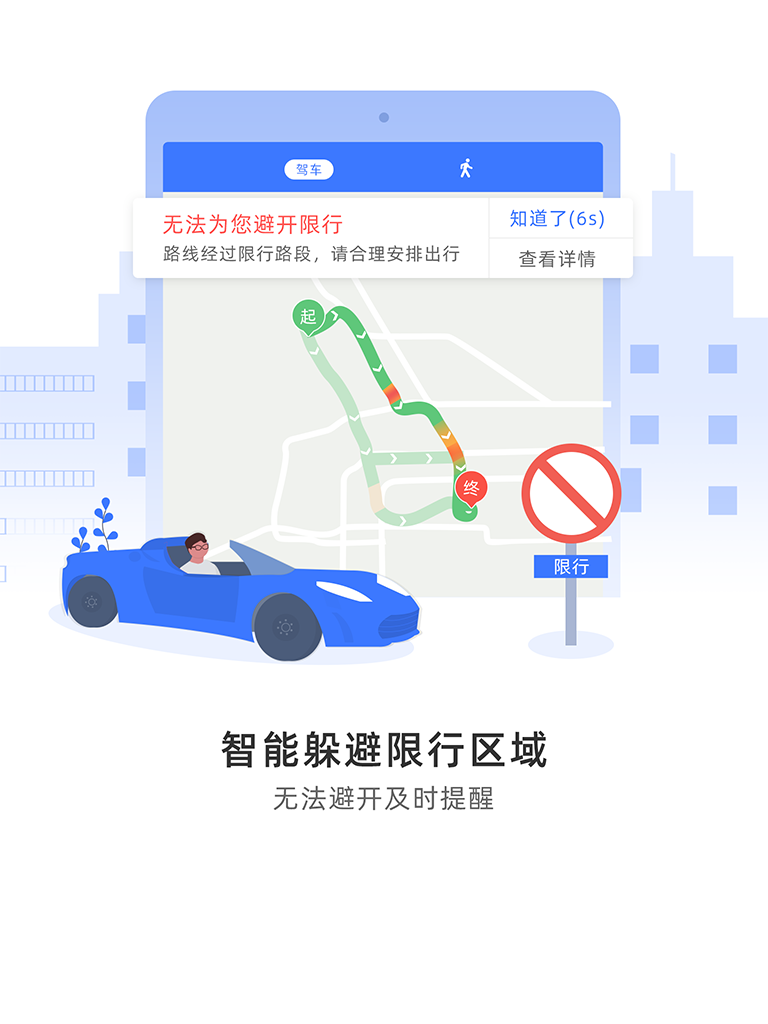 驾车
无法为您避开限行
路线经过限行路段，请合理安排出行
知道了(6s)
查看详情
起
终
限行
智能躲避限行区域
无法避开及时提醒